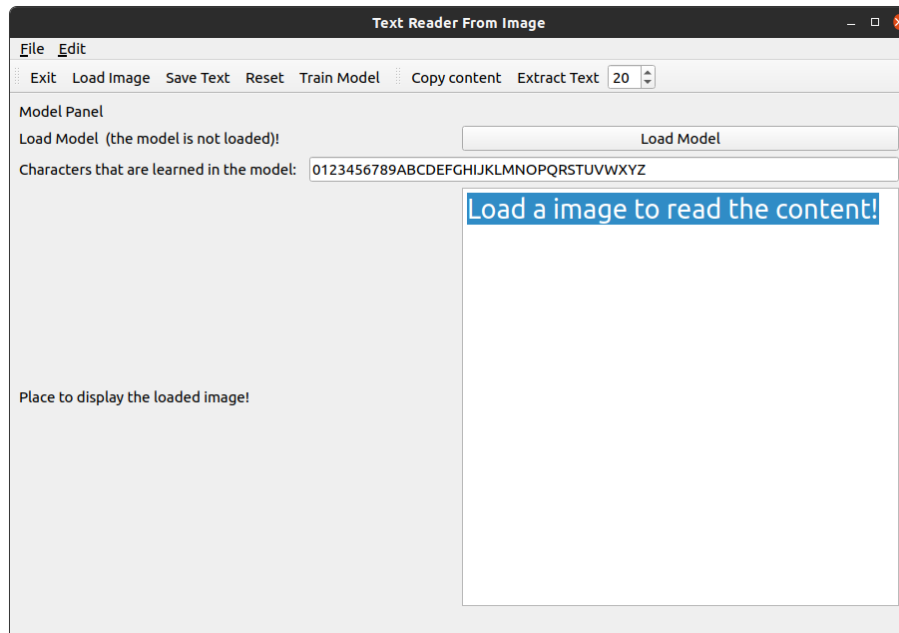 Text Reader From Image
File Edit
Exit Load Image Save Text Reset Train Model Copy content Extract Text 20
Model Panel
Load Model (the model is not loaded)! Load Model
Characters that are learned in the model: 0123456789ABCDEFGHIJKLMNOPQRSTUVWXYZ
Load a image to read the content!
Place to display the loaded image!